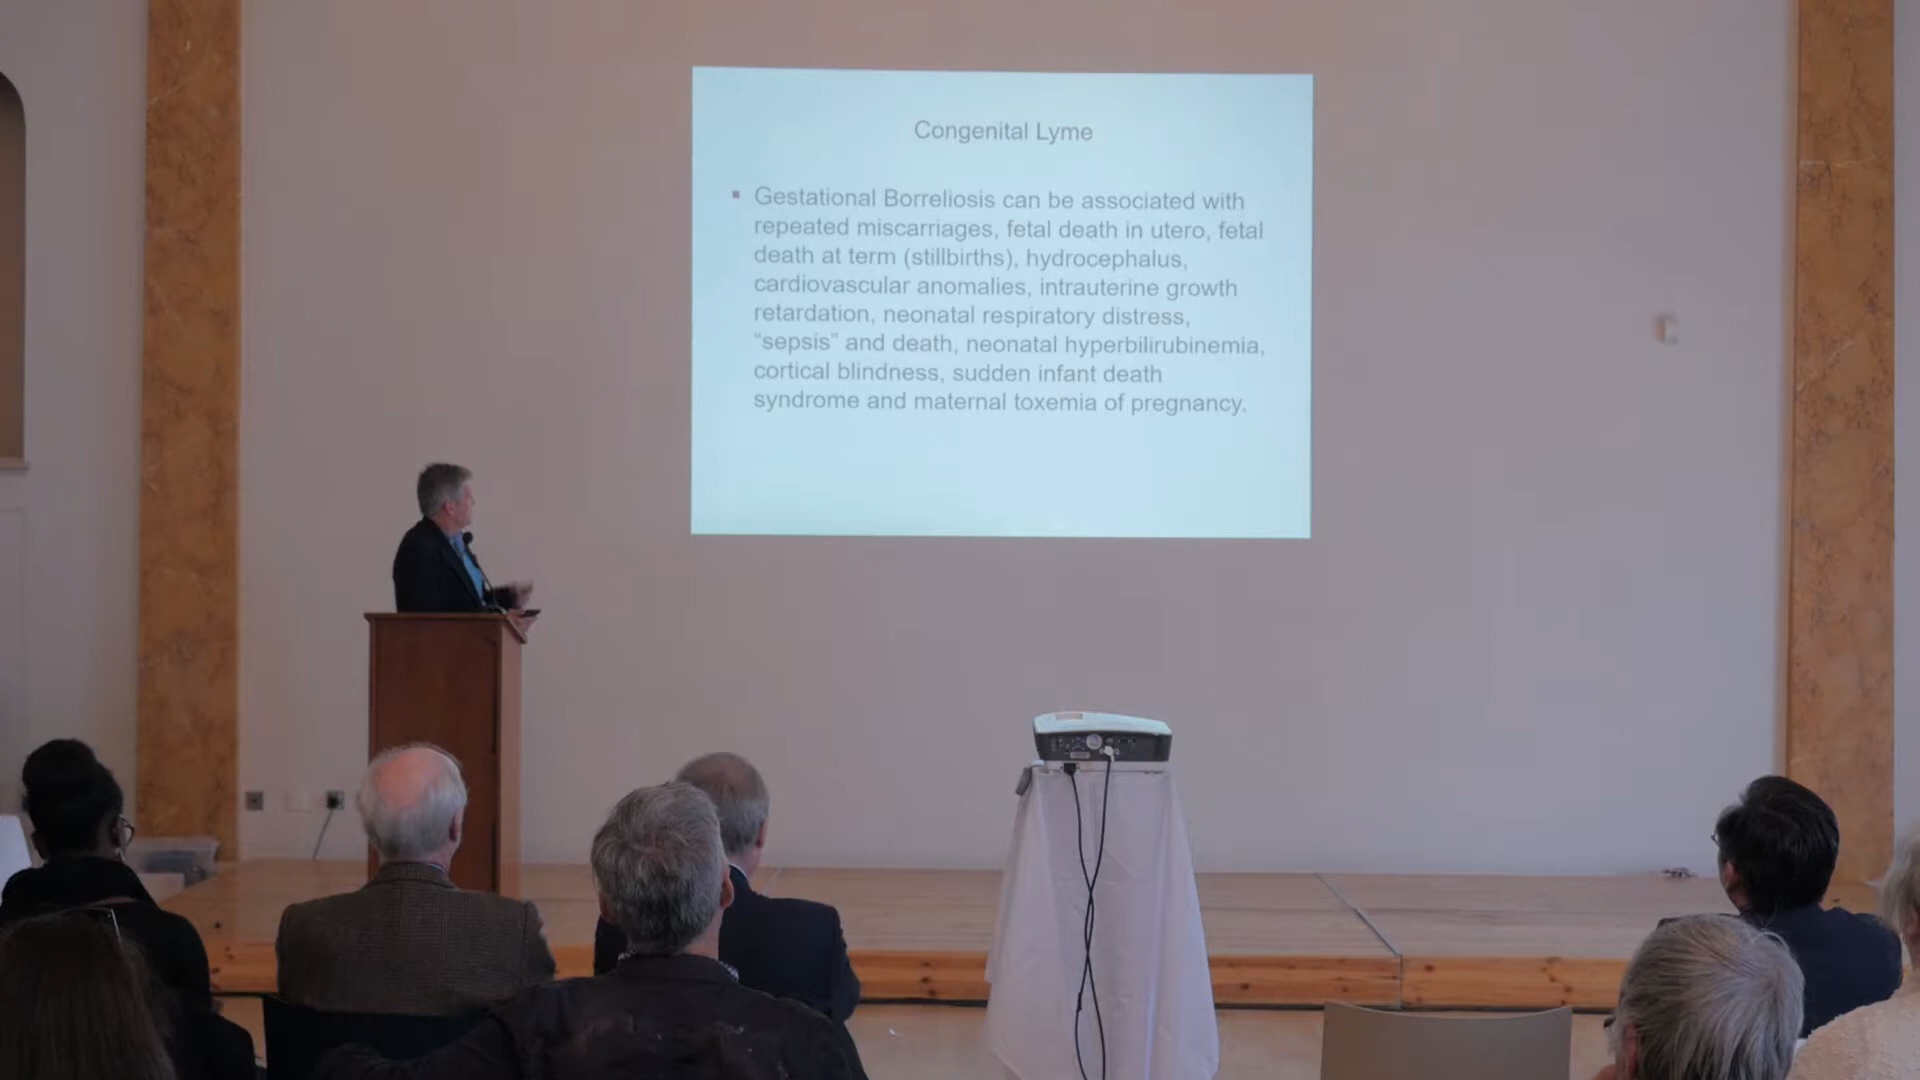 Congenital Lyme
Gestational Borreliosis can be associated with
repeated miscarriages, fetal death in utero, fetal
death at term (stillbirths), hydrocephalus,
cardiovascular anomalies, intrauterine growth
retardation, neonatal respiratory distress,
“sepsis” and death, neonatal hyperbilirubinemia,
cortical blindness, sudden infant death
syndrome and maternal toxemia of pregnancy.